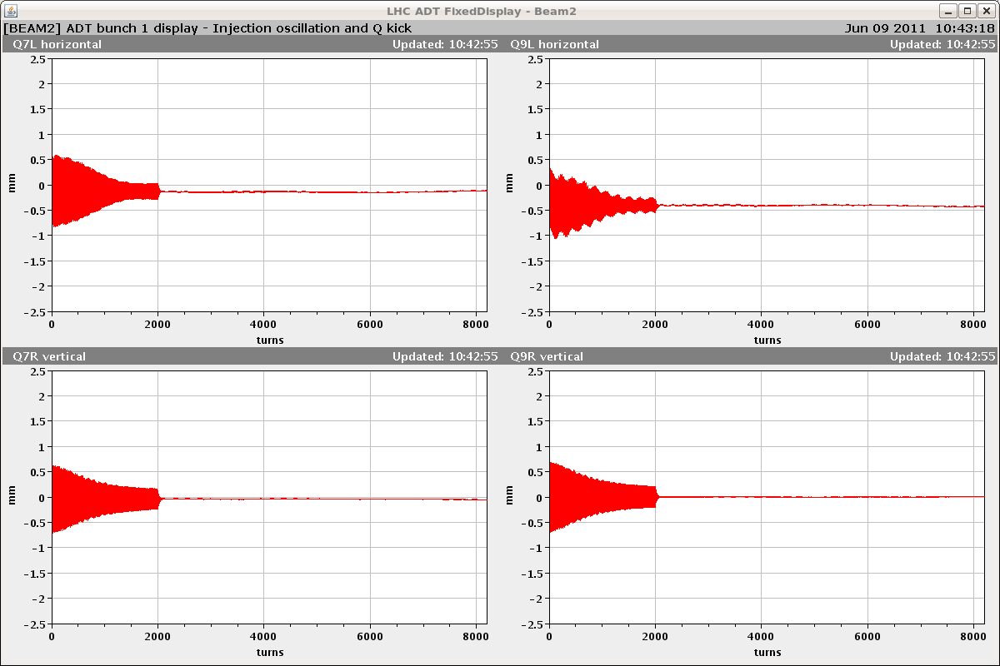 LHC ADT FixedDisplay - Beam2
[BEAM2] ADT bunch 1 display - Injection oscillation and Q kick Jun 09 2011 10:43:18
Q7L horizontal Updated: 10:42:55 Q9L horizontal Updated: 10:42:55
2.5 2.5
2 2
1.5 1.5
1 1
0.5 0.5
0 0
mm mm
-0.5 -0.5
-1 -1
-1.5 -1.5
-2 -2
-2.5 -2.5
0 2000 4000 6000 8000 0 2000 4000 6000 8000
turns turns
Q7R vertical Updated: 10:42:55 Q9R vertical Updated: 10:42:55
2.5 2.5
2 2
1.5 1.5
1 1
0.5 0.5
0 0
mm mm
-0.5 -0.5
-1 -1
-1.5 -1.5
-2 -2
-2.5 -2.5
0 2000 4000 6000 8000 0 2000 4000 6000 8000
turns turns